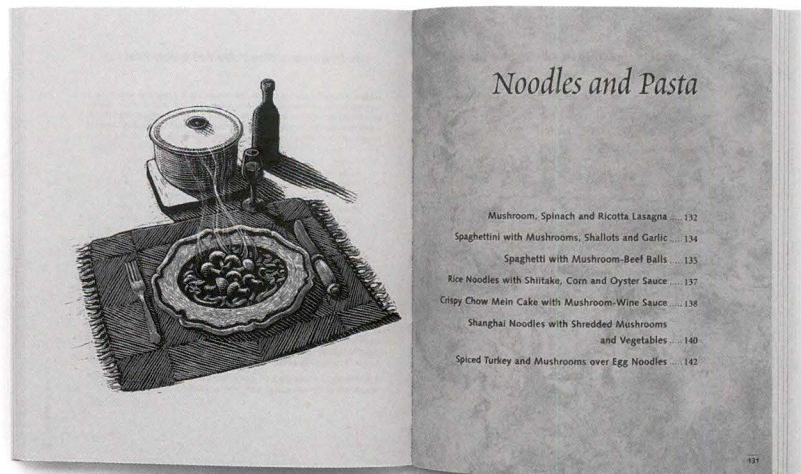 Noodles and Pasta
Mushroom, Spinach and Ricotta Lasagna ..... 132
Spaghettini with Mushrooms, Shallots and Garlic ..... 134
Spaghetti with Mushroom-Beef Balls ..... 135
Rice Noodles with Shiitake, Corn and Oyster Sauce ..... 137
Crispy Chow Mein Cake with Mushroom-Wine Sauce ..... 138
Shanghai Noodles with Shredded Mushrooms
and Vegetables ..... 140
Spiced Turkey and Mushrooms over Egg Noodles ..... 142
131